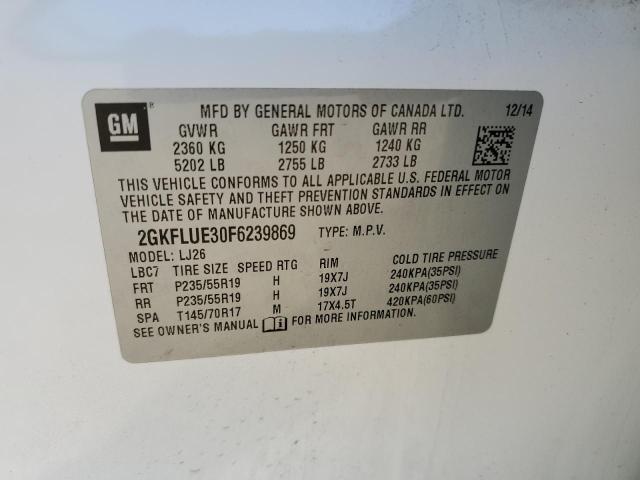 GM ® MFD BY GENERAL MOTORS OF CANADA LTD. 12/14
GVWR GAWR FRT GAWR RR
2360 KG 1250 KG 1240 KG
5202 LB 2755 LB 2733 LB
THIS VEHICLE CONFORMS TO ALL APPLICABLE U.S. FEDERAL MOTOR
VEHICLE SAFETY AND THEFT PREVENTION STANDARDS IN EFFECT ON
THE DATE OF MANUFACTURE SHOWN ABOVE.
2GKFLUE30F6239869 TYPE: M.P.V.
MODEL: LJ26
LBC7 TIRE SIZE SPEED RTG RIM COLD TIRE PRESSURE
FRT P235/55R19 H 19X7J 240KPA(35PSI)
RR P235/55R19 H 19X7J 240KPA(35PSI)
SPA T145/70R17 M 17X4.5T 420KPA(60PSI)
SEE OWNER'S MANUAL FOR MORE INFORMATION.